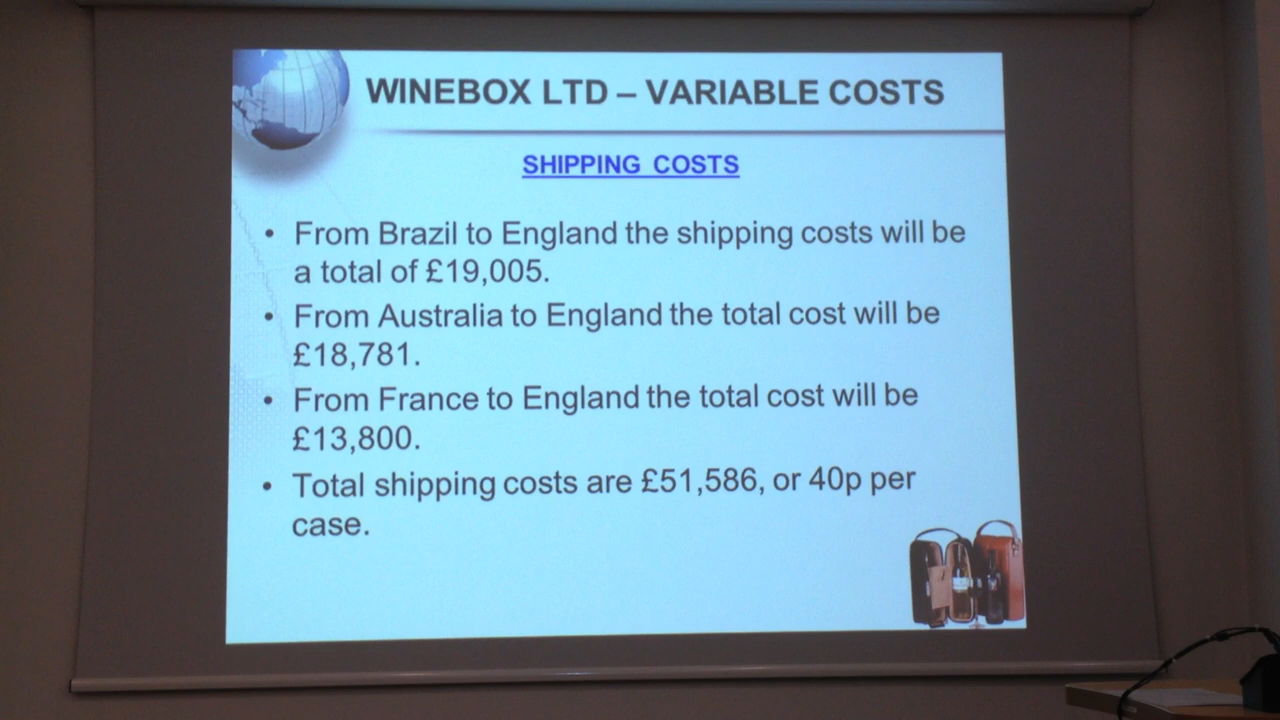 WINEBOX LTD – VARIABLE COSTS
SHIPPING COSTS
• From Brazil to England the shipping costs will be
a total of £19,005.
• From Australia to England the total cost will be
£18,781.
• From France to England the total cost will be
£13,800.
• Total shipping costs are £51,586, or 40p per
case.